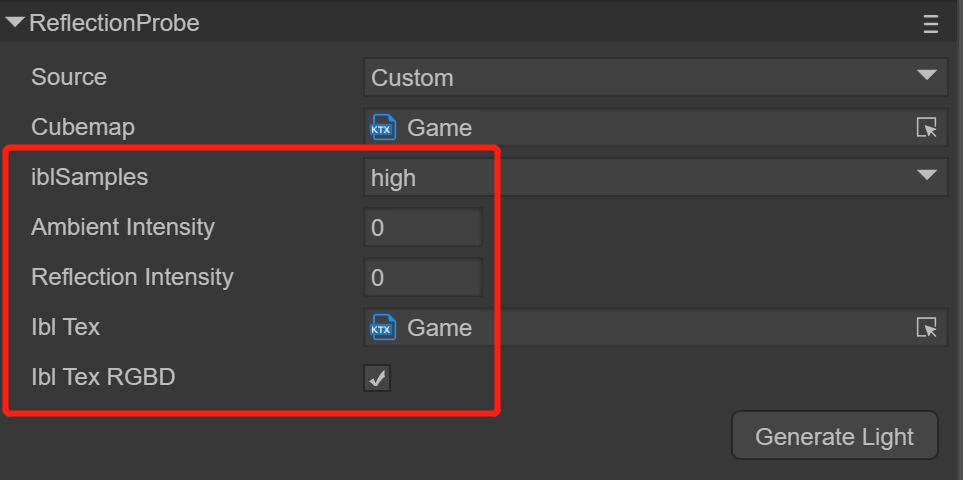 ReflectionProbe
Source Custom
Cubemap KTX Game
iblSamples high
Ambient Intensity 0
Reflection Intensity 0
Ibl Tex KTX Game
Ibl Tex RGBD
Generate Light